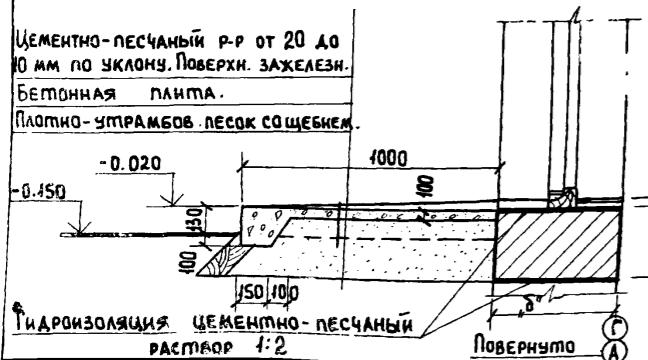 Цементно-песчаный р-р от 20 до
10 мм по уклону. Поверхн. зажелезн.
Бетонная плита.
Плотно-утрамбов. песок со щебнем.
1000
-0.020
100
-0.150
130
100
150 100
Гидроизоляция цементно-песчаный
раствор 1:2
„б“
Повернуто
Г
А